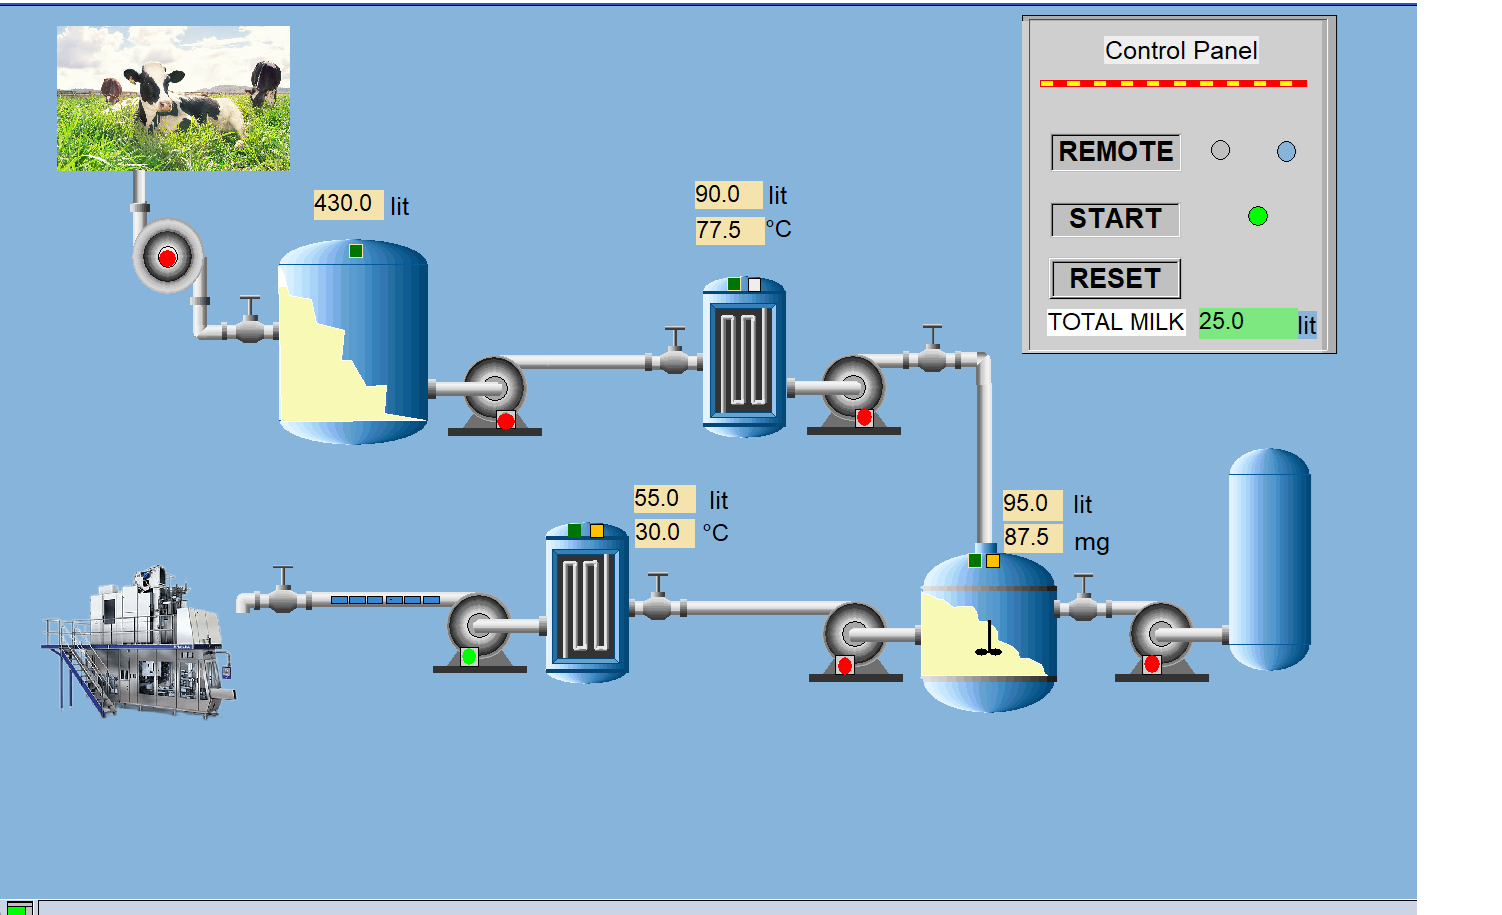 Control Panel
REMOTE
START
RESET
TOTAL MILK 25.0 lit
430.0 lit
90.0 lit
77.5 °C
55.0 lit
30.0 °C
95.0 lit
87.5 mg